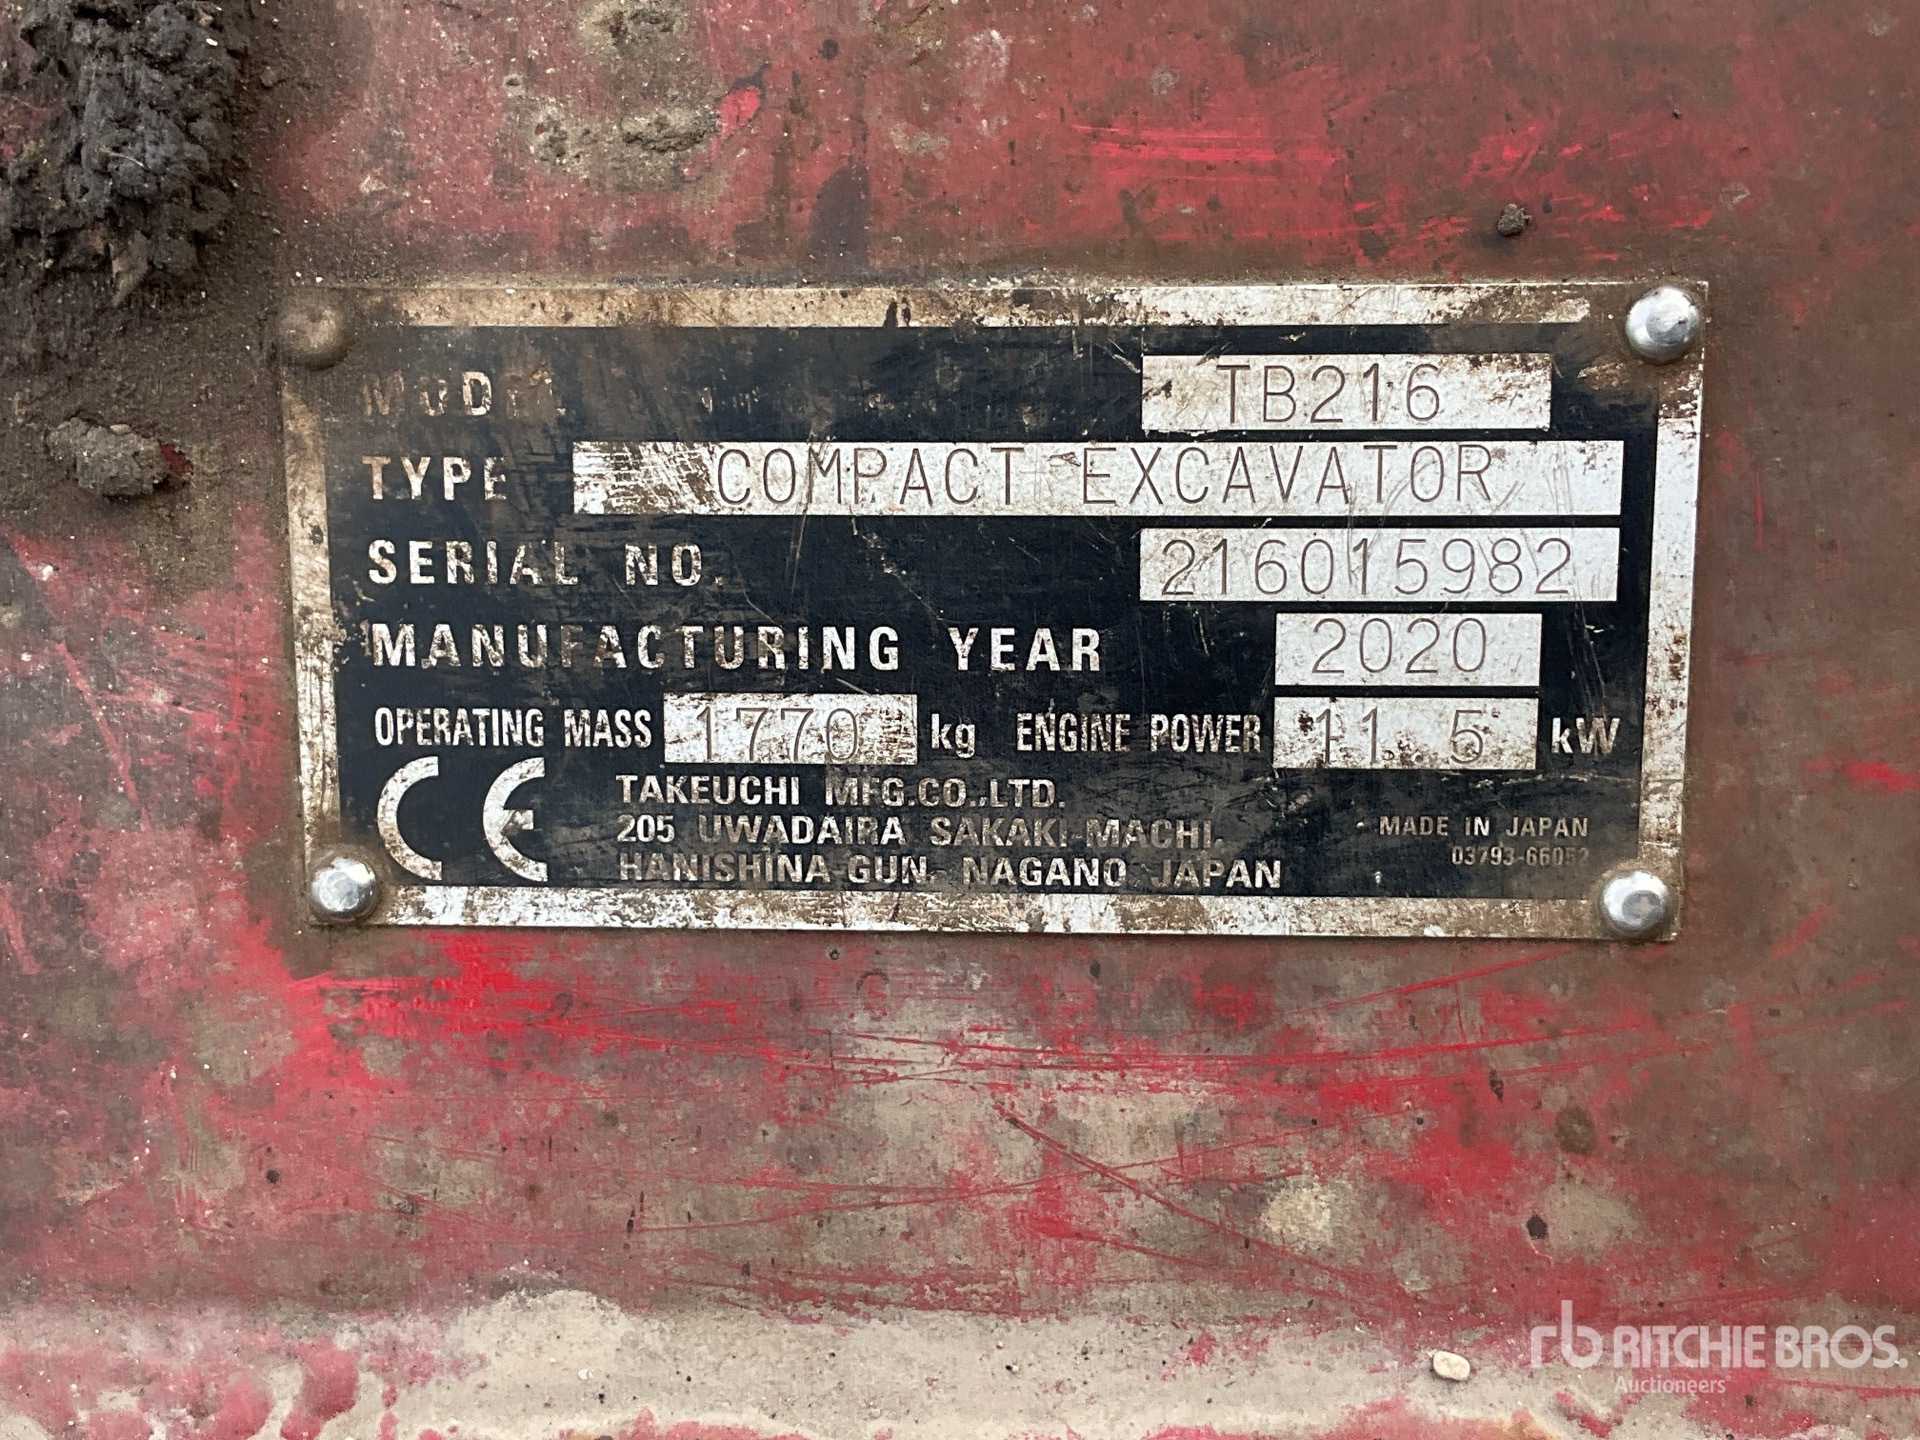 MODEL TB216
TYPE COMPACT EXCAVATOR
SERIAL NO. 216015982
MANUFACTURING YEAR 2020
OPERATING MASS 1770 kg ENGINE POWER 11.5 kW
CE
TAKEUCHI MFG.CO.,LTD.
205 UWADAIRA SAKAKI-MACHI,
HANISHINA-GUN, NAGANO JAPAN
MADE IN JAPAN
03793-66052
rb RITCHIE BROS.
Auctioneers